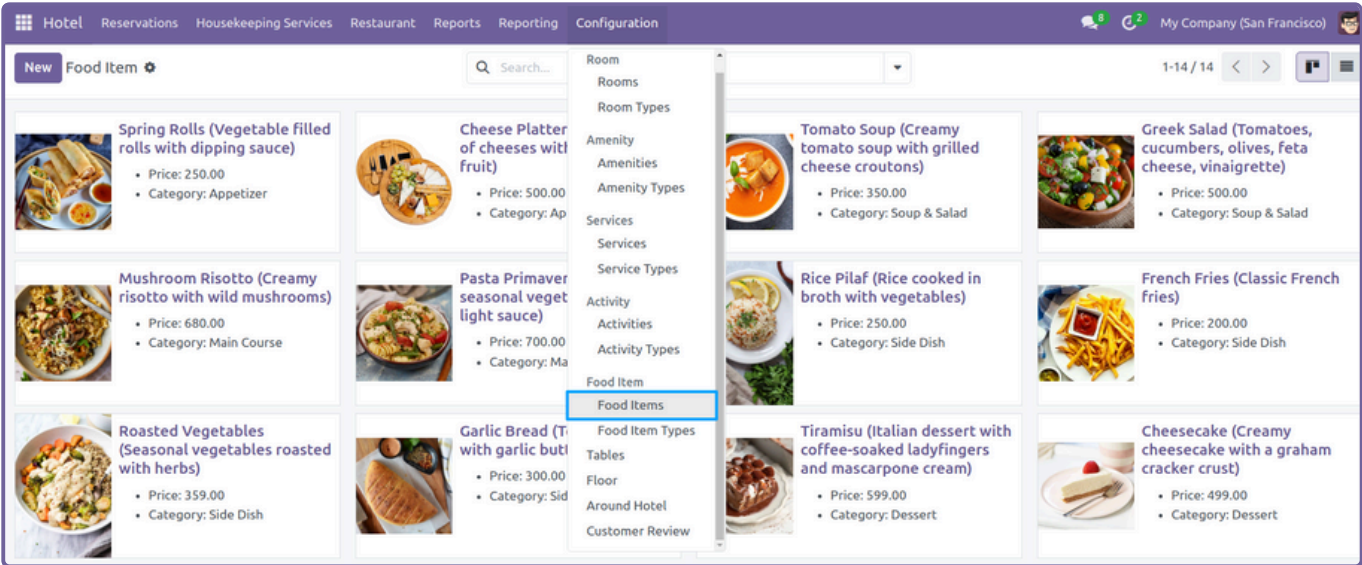 Hotel Reservations Housekeeping Services Restaurant Reports Reporting Configuration 8 2 My Company (San Francisco)
New Food Item Search... 1-14 / 14
Room
Rooms
Room Types
Amenity
Amenities
Amenity Types
Services
Services
Service Types
Activity
Activities
Activity Types
Food Item
Food Items
Food Item Types
Tables
Floor
Around Hotel
Customer Review
Spring Rolls (Vegetable filled
rolls with dipping sauce)
• Price: 250.00
• Category: Appetizer
Cheese Platter
of cheeses
fruit)
• Price: 500.00
• Category:
Tomato Soup (Creamy
tomato soup with grilled
cheese croutons)
• Price: 350.00
• Category: Soup & Salad
Greek Salad (Tomatoes,
cucumbers, olives, feta
cheese, vinaigrette)
• Price: 500.00
• Category: Soup & Salad
Mushroom Risotto (Creamy
risotto with wild mushrooms)
• Price: 680.00
• Category: Main Course
Pasta
seasonal
light sauce)
• Price: 700.00
• Category:
Rice Pilaf (Rice cooked in
broth with vegetables)
• Price: 250.00
• Category: Side Dish
French Fries (Classic French
fries)
• Price: 200.00
• Category: Side Dish
Roasted Vegetables
(Seasonal vegetables roasted
with herbs)
• Price: 359.00
• Category: Side Dish
Garlic Bread
with garlic
• Price: 300.00
• Category:
Tiramisu (Italian dessert with
coffee-soaked ladyfingers
and mascarpone cream)
• Price: 599.00
• Category: Dessert
Cheesecake (Creamy
cheesecake with a graham
cracker crust)
• Price: 499.00
• Category: Dessert